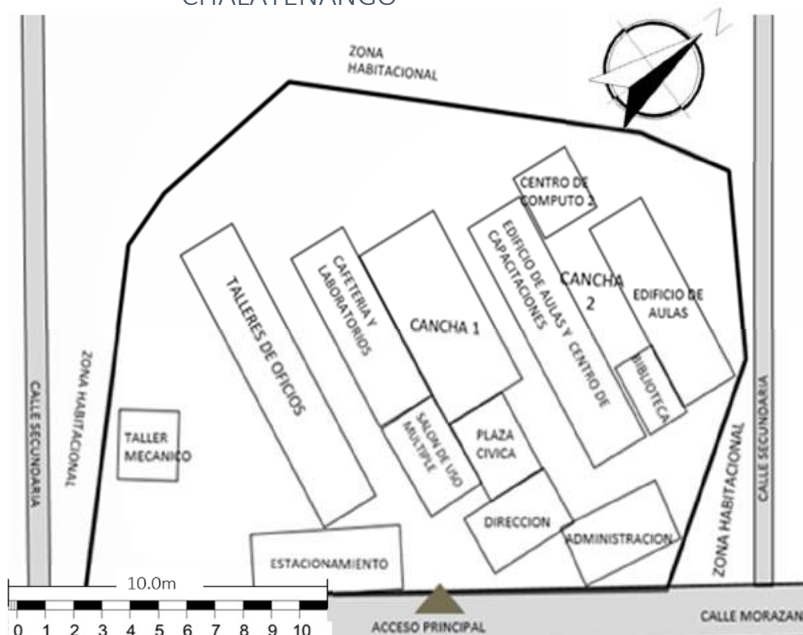 CHALATENANGO
ZONA
HABITACIONAL
N
CENTRO DE
COMPUTO 2
EDIFICIO DE AULAS Y CENTRO DE
CAPACITACIONES
CANCHA
2
EDIFICIO DE
AULAS
CAFETERIA Y
LABORATORIOS
CANCHA 1
TALLERES DE OFICIOS
BIBLIOTECA
ZONA HABITACIONAL
CALLE SECUNDARIA
CALLE SECUNDARIA
TALLER
MECANICO
SALON DE USO
MULTIPLE
PLAZA
CIVICA
ZONA HABITACIONAL
DIRECCION
ADMINISTRACION
ESTACIONAMIENTO
10.0m
0 1 2 3 4 5 6 7 8 9 10
ACCESO PRINCIPAL
CALLE MORAZAN